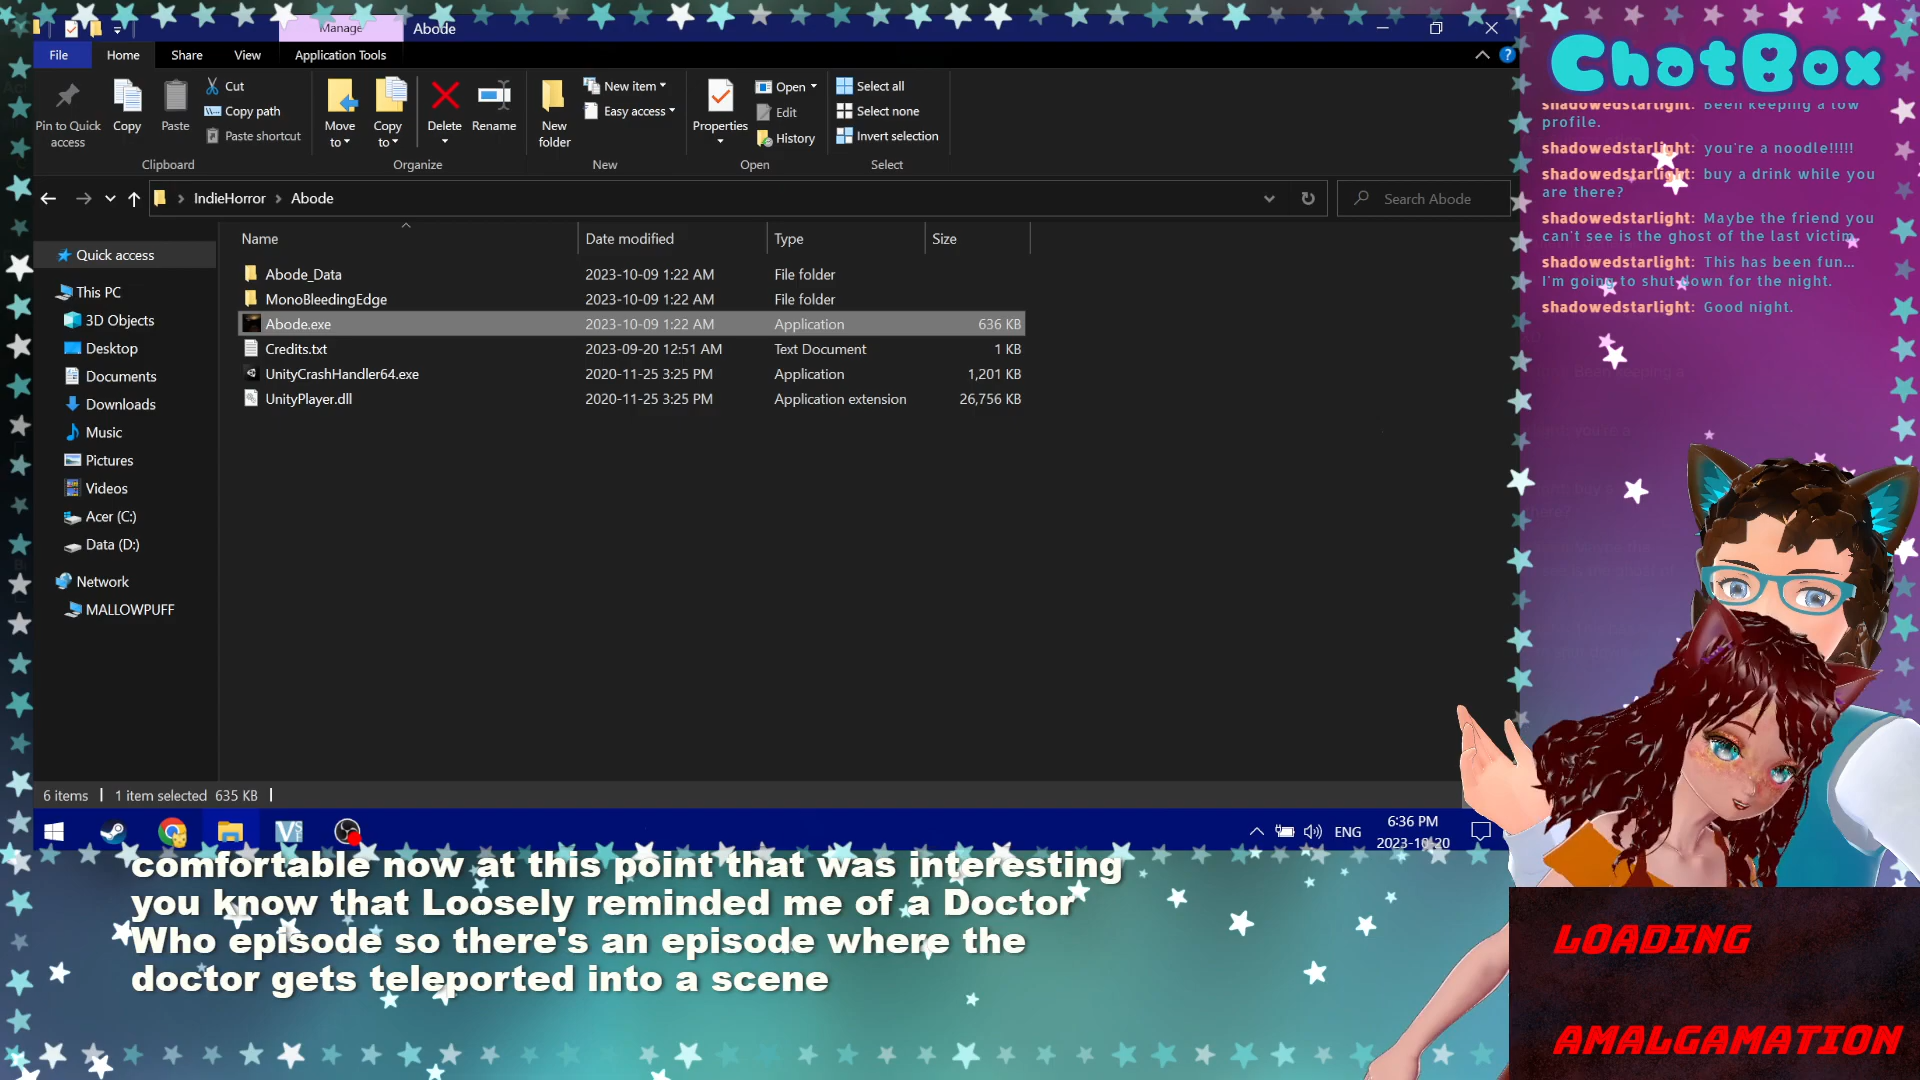 Manage
Abode
File
Home
Share
View
Application Tools
Pin to Quick access
Copy
Paste
Cut
Copy path
Paste shortcut
Clipboard
Move to
Copy to
Delete
Rename
Organize
New folder
New item
Easy access
New
Properties
Open
Edit
History
Open
Select all
Select none
Invert selection
Select
IndieHorror > Abode
Search Abode
Name Date modified Type Size
Abode_Data 2023-10-09 1:22 AM File folder
MonoBleedingEdge 2023-10-09 1:22 AM File folder
Abode.exe 2023-10-09 1:22 AM Application 636 KB
Credits.txt 2023-09-20 12:51 AM Text Document 1 KB
UnityCrashHandler64.exe 2020-11-25 3:25 PM Application 1,201 KB
UnityPlayer.dll 2020-11-25 3:25 PM Application extension 26,756 KB
Quick access
This PC
3D Objects
Desktop
Documents
Downloads
Music
Pictures
Videos
Acer (C:)
Data (D:)
Network
MALLOWPUFF
6 items
1 item selected 635 KB
ENG
6:36 PM
2023-10-20
comfortable now at this point that was interesting
you know that Loosely reminded me of a Doctor
Who episode so there's an episode where the
doctor gets teleported into a scene
ChatBox
shadowedstarlight: Been keeping a low
profile.
shadowedstarlight: you're a noodle!!!!!
shadowedstarlight: buy a drink while you
are there?
shadowedstarlight: Maybe the friend you
can't see is the ghost of the last victim
shadowedstarlight: This has been fun...
I'm going to shut down for the night.
shadowedstarlight: Good night.
LOADING
AMALGAMATION